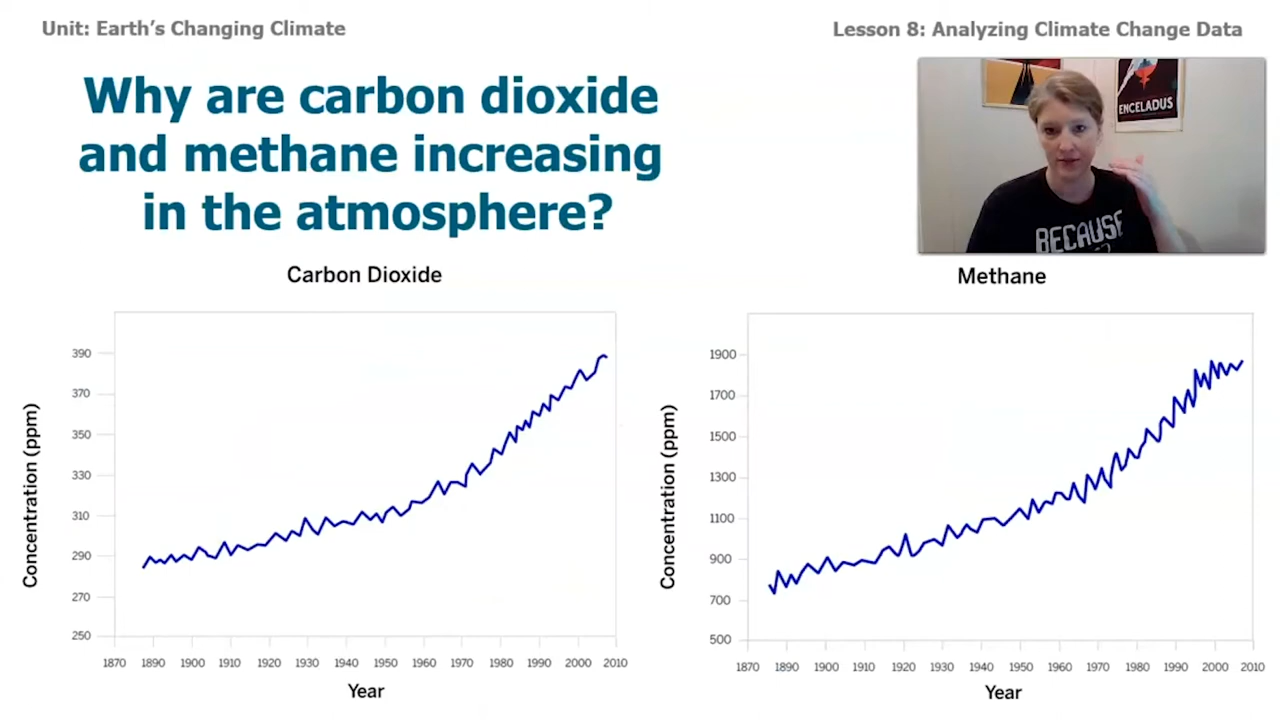 Unit: Earth's Changing Climate
Lesson 8: Analyzing Climate Change Data
Why are carbon dioxide
and methane increasing
in the atmosphere?
ENCELADUS
BECAUSE
Carbon Dioxide
Concentration (ppm)
390
370
350
330
310
290
270
250
1870 1890 1900 1910 1920 1930 1940 1950 1960 1970 1980 1990 2000 2010
Year
Methane
Concentration (ppm)
1900
1700
1500
1300
1100
900
700
500
1870 1890 1900 1910 1920 1930 1940 1950 1960 1970 1980 1990 2000 2010
Year